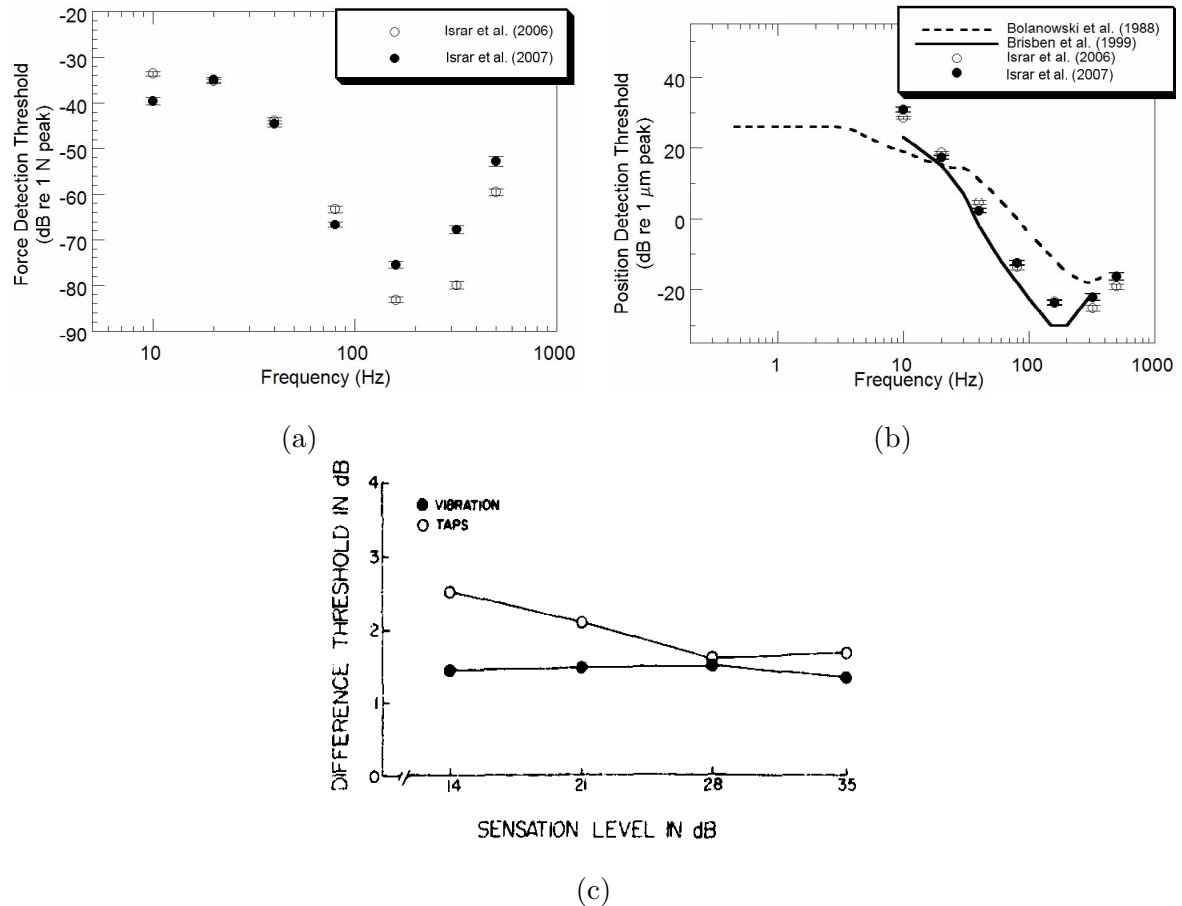 Israr et al. (2006)
Israr et al. (2007)
Force Detection Threshold
(dB re 1 N peak)
-20
-30
-40
-50
-60
-70
-80
-90
10
100
1000
Frequency (Hz)
(a)
Bolanowski et al. (1988)
Brisben et al. (1999)
Israr et al. (2006)
Israr et al. (2007)
Position Detection Threshold
(dB re 1 μm peak)
40
20
0
-20
1
10
100
1000
Frequency (Hz)
(b)
DIFFERENCE THRESHOLD IN dB
4
3
2
1
0
VIBRATION
TAPS
14
21
28
35
SENSATION LEVEL IN dB
(c)